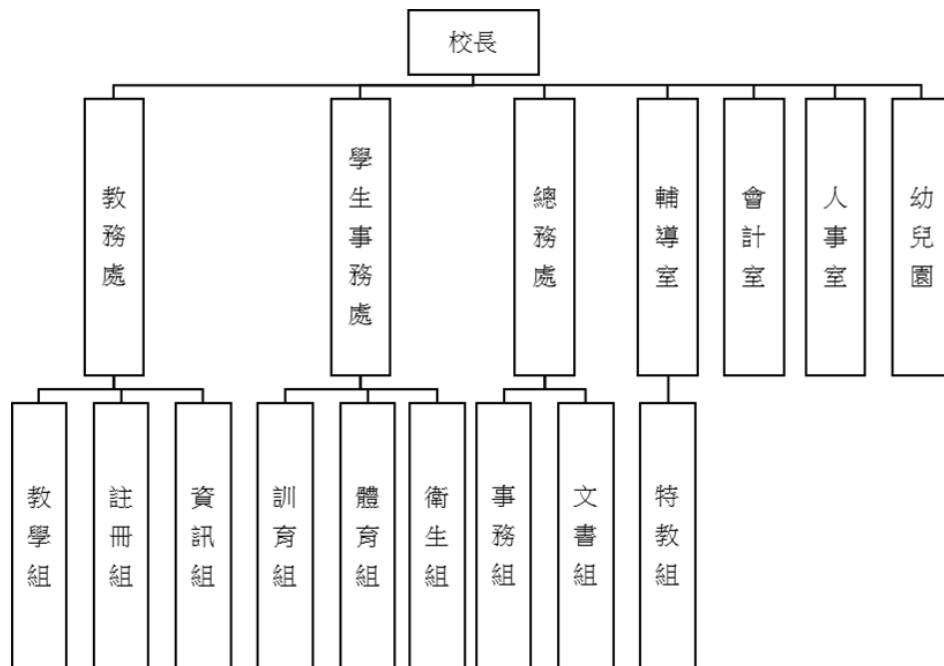 校長
教務處
學生事務處
總務處
輔導室
會計室
人事室
幼兒園
教學組
註冊組
資訊組
訓育組
體育組
衛生組
事務組
文書組
特教組